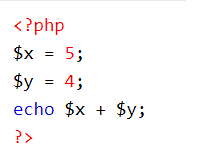 <?php
$x = 5;
$y = 4;
echo $x + $y;
?>